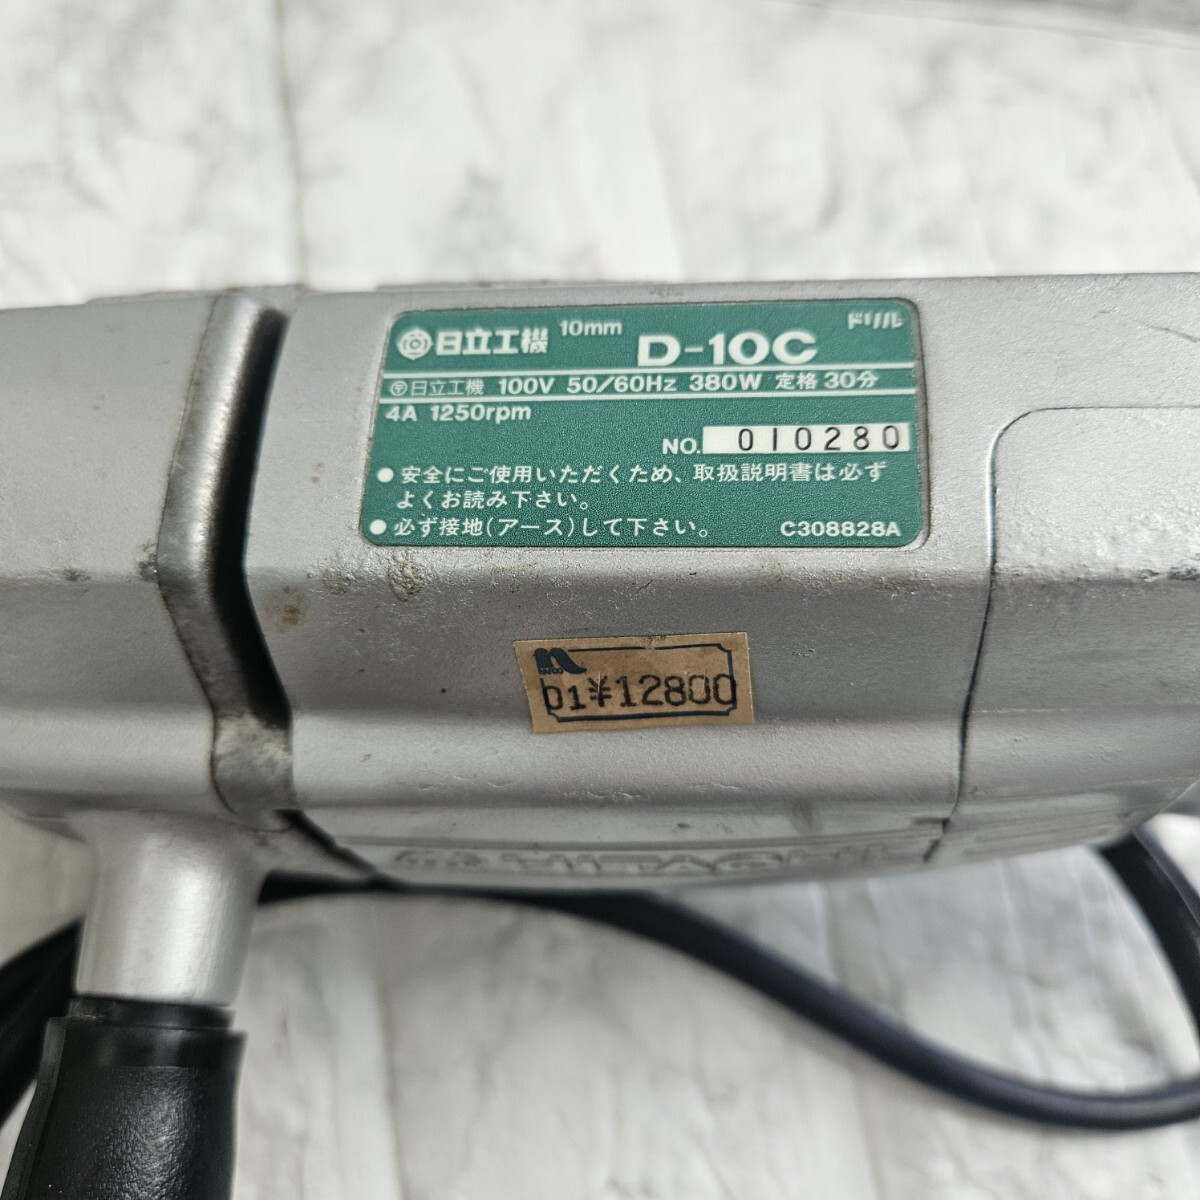 日立工機 10mm D-10C ドリル
〒日立工機 100V 50/60Hz 380W 定格 30分
4A 1250rpm
NO. 010280
● 安全にご使用いただくため、取扱説明書は必ず
よくお読み下さい。
● 必ず接地(アース)して下さい。 C308828A
01¥12800
HITACHI